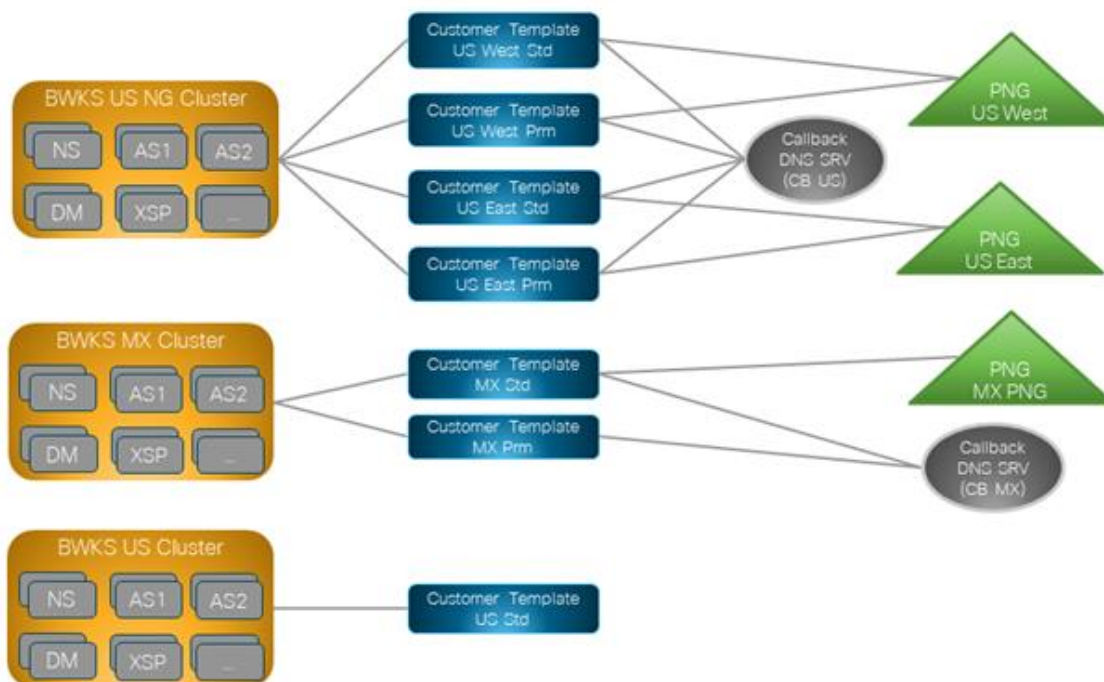 BWKS US NG Cluster
NS
AS1
AS2
DM
XSP
...
Customer Template
US West Std
Customer Template
US West Prm
Customer Template
US East Std
Customer Template
US East Prm
Callback
DNS SRV
(CB US)
PNG
US West
PNG
US East
BWKS MX Cluster
NS
AS1
AS2
DM
XSP
...
Customer Template
MX Std
Customer Template
MX Prm
PNG
MX PNG
Callback
DNS SRV
(CB MX)
BWKS US Cluster
NS
AS1
AS2
DM
XSP
...
Customer Template
US Std